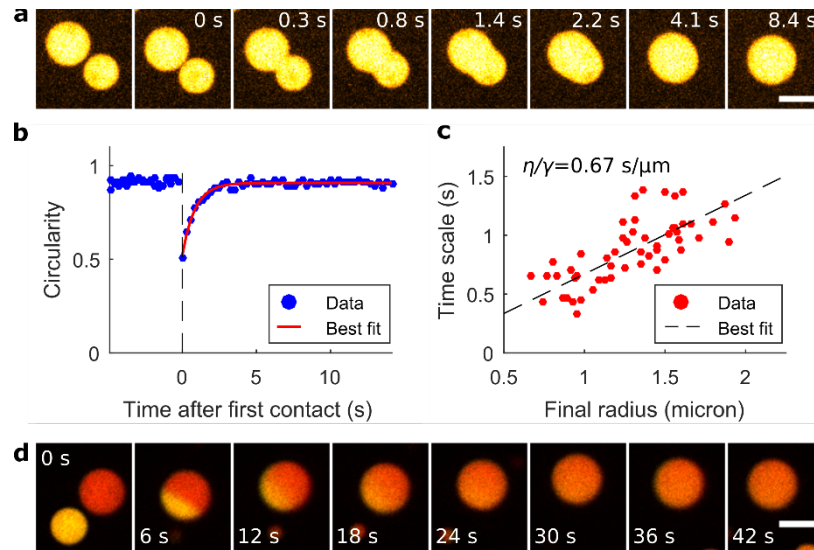 a
0 s
0.3 s
0.8 s
1.4 s
2.2 s
4.1 s
8.4 s
b
1
0.5
0
0
5
10
Circularity
Time after first contact (s)
Data
Best fit
c
η/γ=0.67 s/μm
1.5
1
0.5
0
0.5
1
1.5
2
Time scale (s)
Final radius (micron)
Data
Best fit
d
0 s
6 s
12 s
18 s
24 s
30 s
36 s
42 s